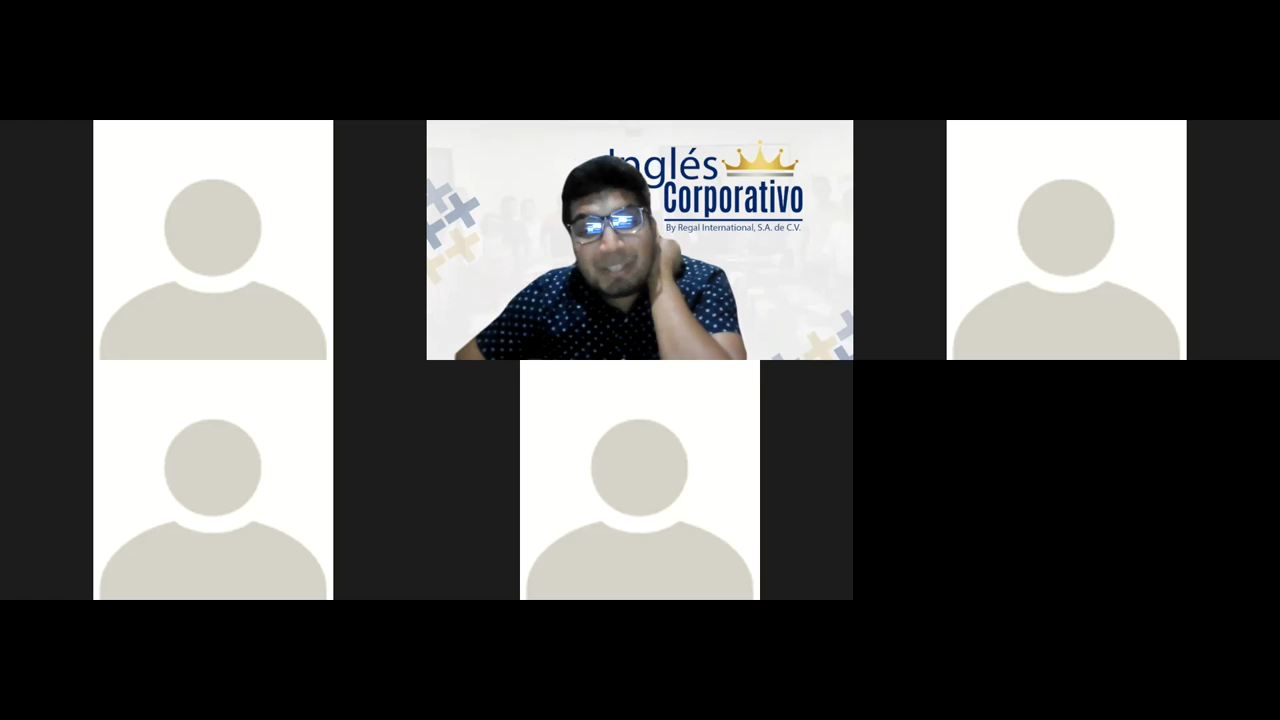 Inglés
Corporativo
By Regal International, S.A. de C.V.